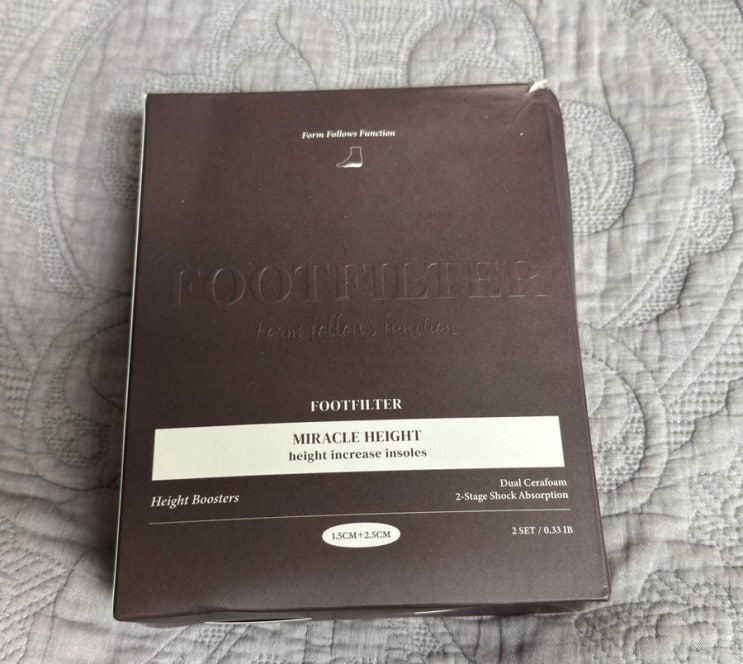 Form Follows Function
FOOTFILTER
Form follows function
FOOTFILTER
MIRACLE HEIGHT
height increase insoles
Height Boosters
Dual Cerafoam
2-Stage Shock Absorption
1.5CM+2.5CM
2 SET / 0.33 IB